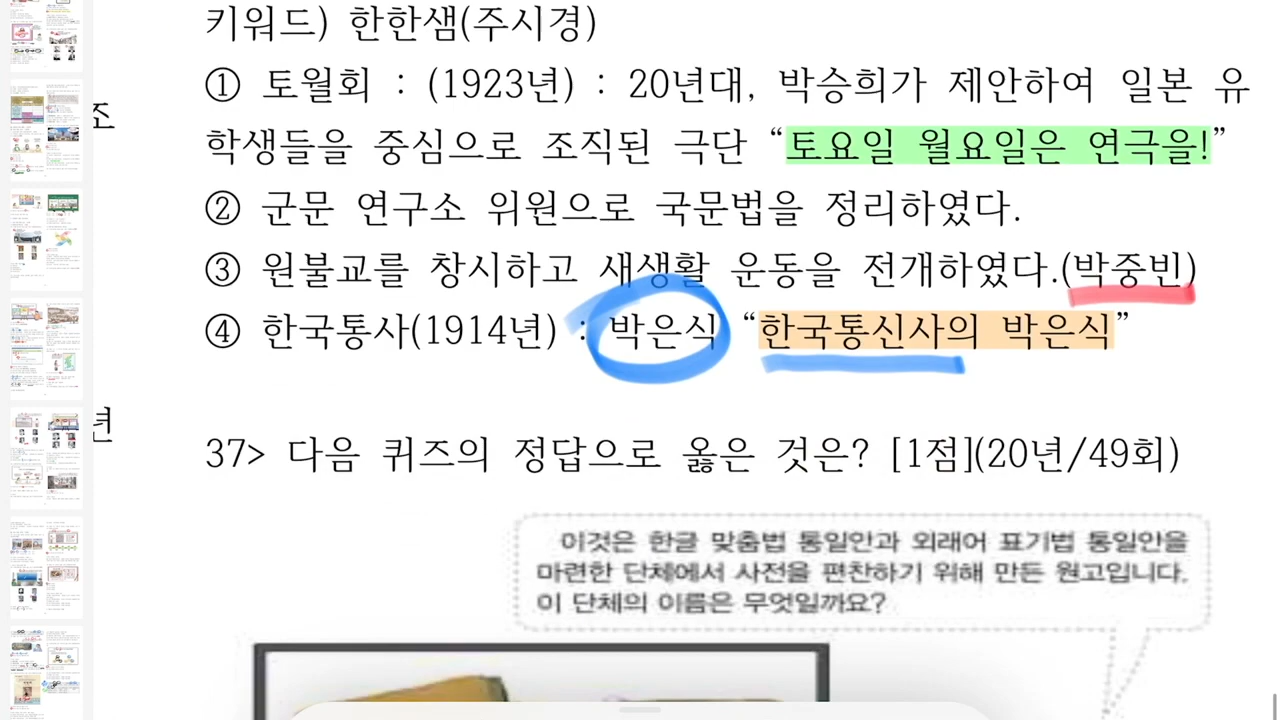 키워드) 한한샘(주시경)
① 토월회 : (1923년) : 20년대, 박승희가 제안하여 일본 유
학생들을 중심으로 조직된 극단 “토요일 월요일은 연극을!”
② 군문 연구소 위원으로 국문법을 정리하였다.
③ 원불교를 창시하고 새생활 운동을 전개하였다.(박중빈)
④ 한국통사(1914년) : 박은식 “한국통신사의 박은식”
37> 다음 퀴즈의 정답으로 옳은 것은? [1점](20년/49회)
이것은 한글 맞춤법 통일안과 외래어 표기법 통일안을
마련한 단체에서 사전을 편찬하기 위해 만든 원고입니다.
이 단체의 이름은 무엇일까요?